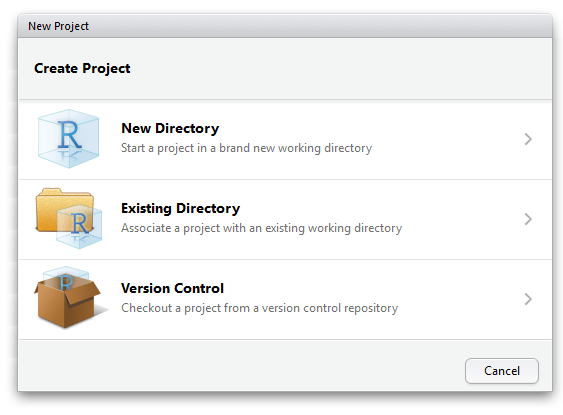 New Project
Create Project
R
New Directory
Start a project in a brand new working directory
R
Existing Directory
Associate a project with an existing working directory
R
Version Control
Checkout a project from a version control repository
Cancel